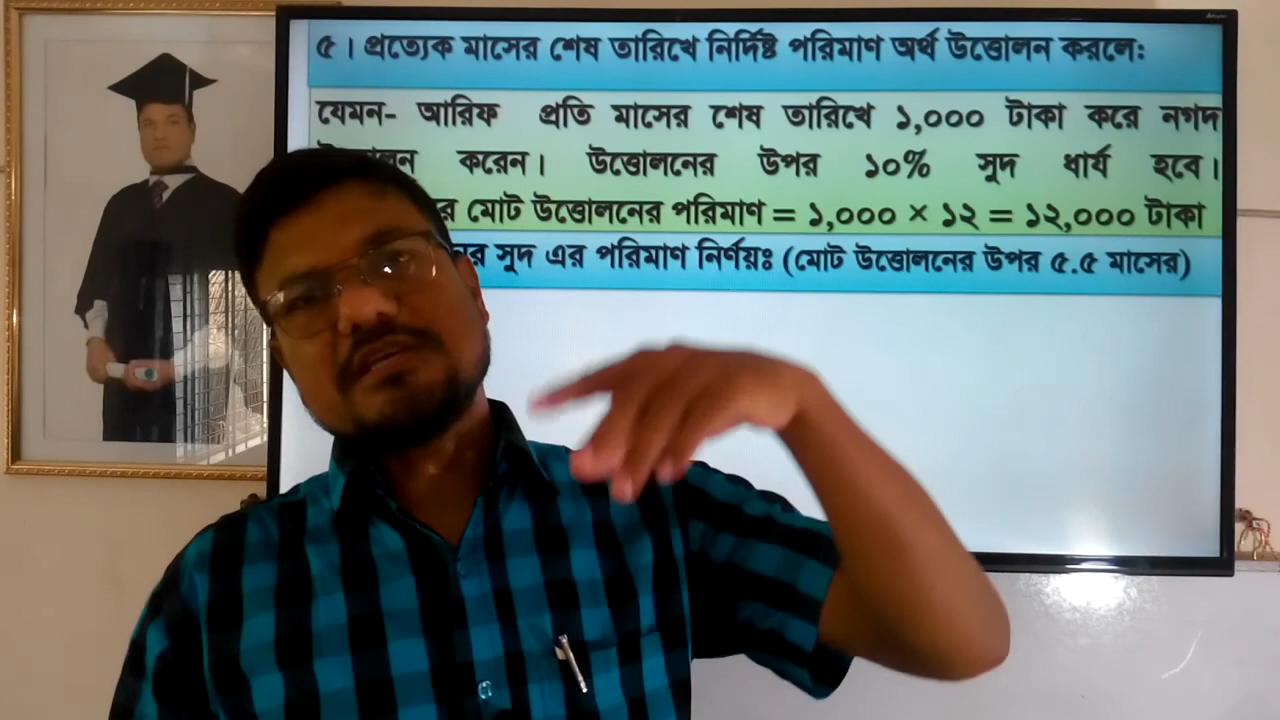 ৫। প্রত্যেক মাসের শেষ তারিখে নির্দিষ্ট পরিমাণ অর্থ উত্তোলন করলেঃ
যেমন- আরিফ প্রতি মাসের শেষ তারিখে ১,০০০ টাকা করে নগদ
করেন। উত্তোলনের উপর ১০% সুদ ধার্য হবে।
মোট উত্তোলনের পরিমাণ = ১,০০০ × ১২ = ১২,০০০ টাকা
সুদ এর পরিমাণ নির্ণয়ঃ (মোট উত্তোলনের উপর ৫.৫ মাসের)